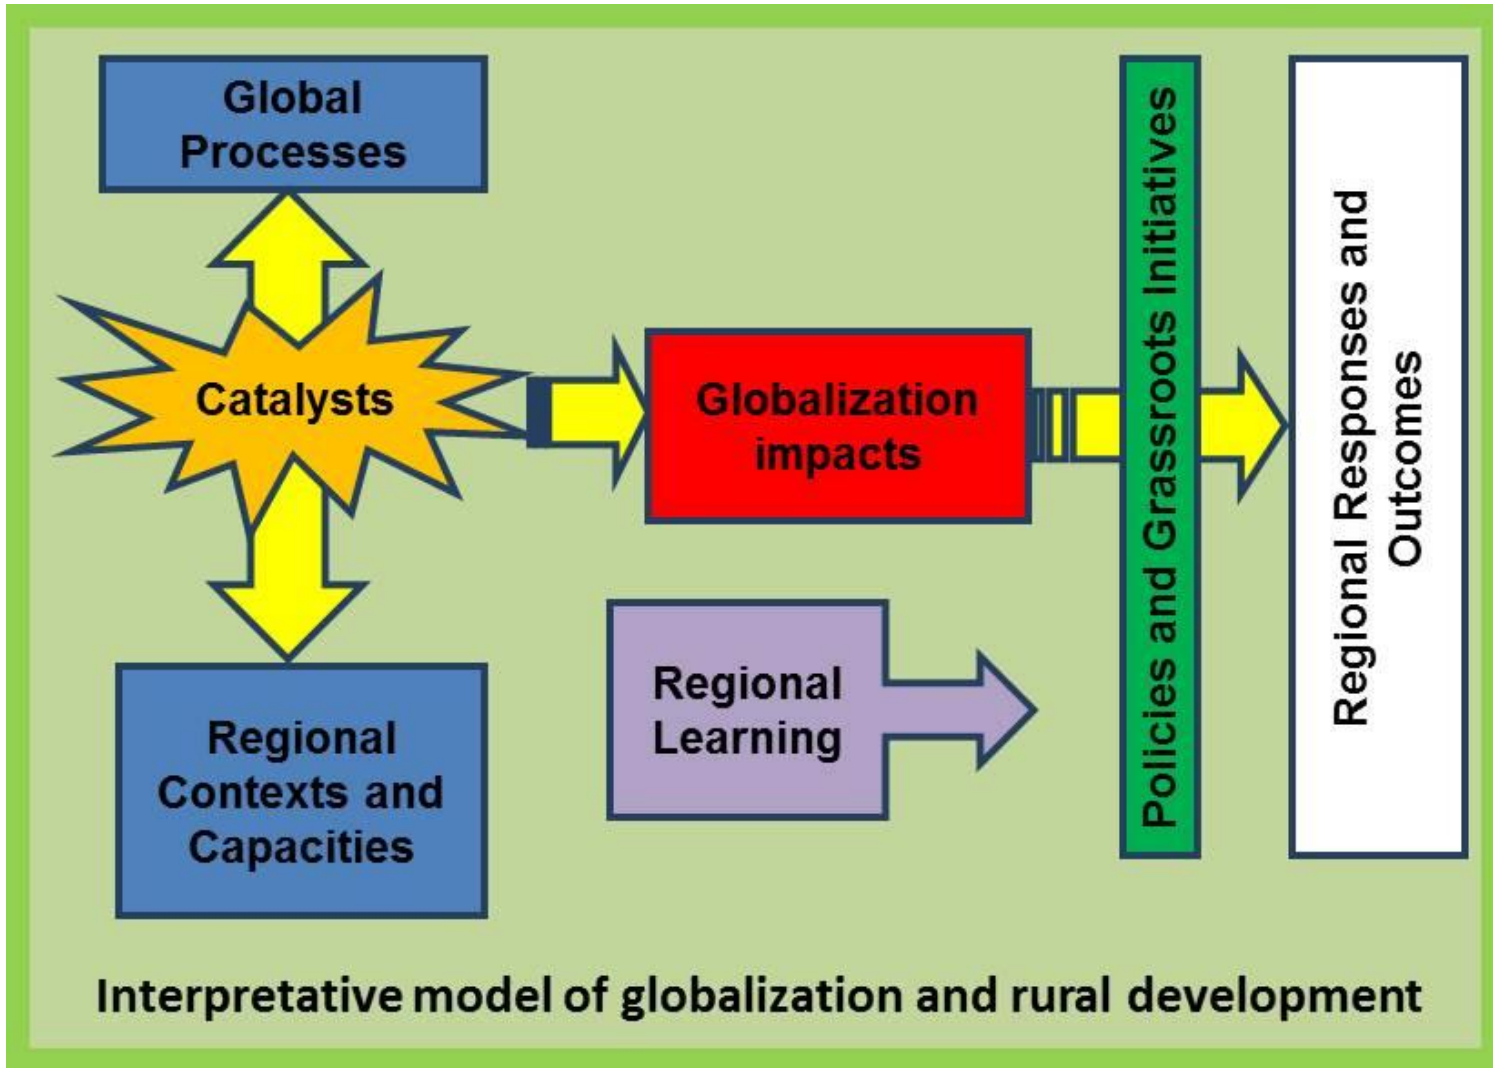 Global
Processes
Catalysts
Regional
Contexts and
Capacities
Globalization
impacts
Regional
Learning
Policies and Grassroots Initiatives
Regional Responses and
Outcomes
Interpretative model of globalization and rural development